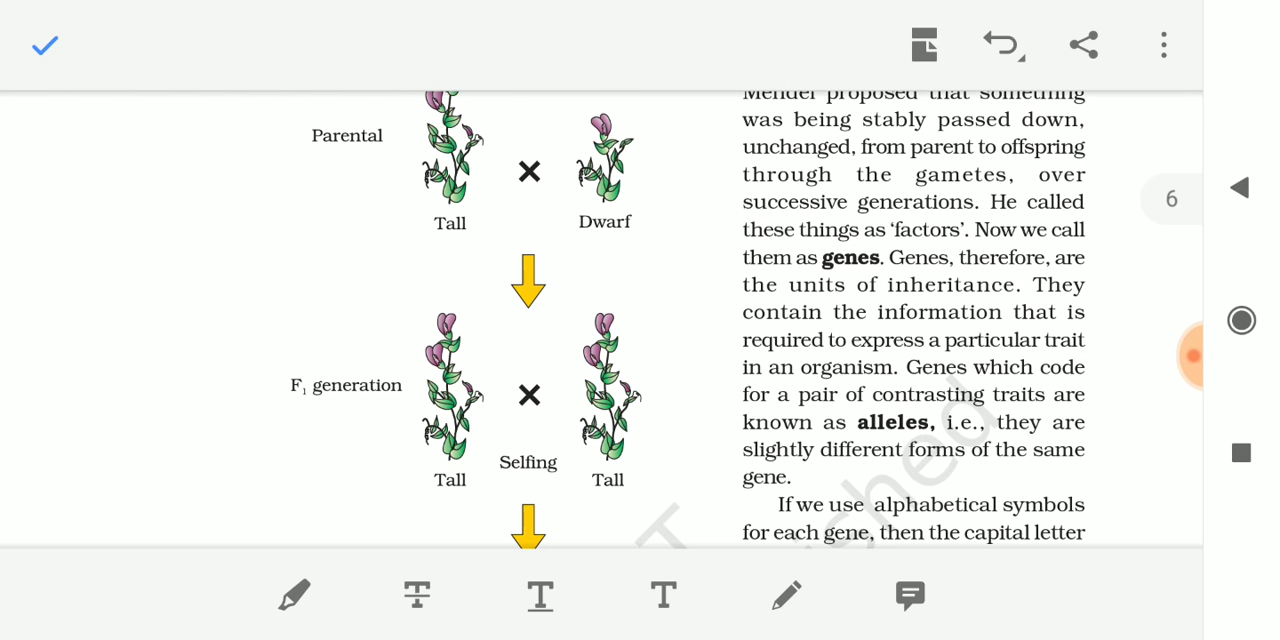 Parental
Tall
Dwarf
F1 generation
Tall
Selfing
Tall
Mendel proposed that something
was being stably passed down,
unchanged, from parent to offspring
through the gametes, over
successive generations. He called
these things as ‘factors’. Now we call
them as genes. Genes, therefore, are
the units of inheritance. They
contain the information that is
required to express a particular trait
in an organism. Genes which code
for a pair of contrasting traits are
known as alleles, i.e., they are
slightly different forms of the same
gene.
If we use alphabetical symbols
for each gene, then the capital letter
6
T
T
T